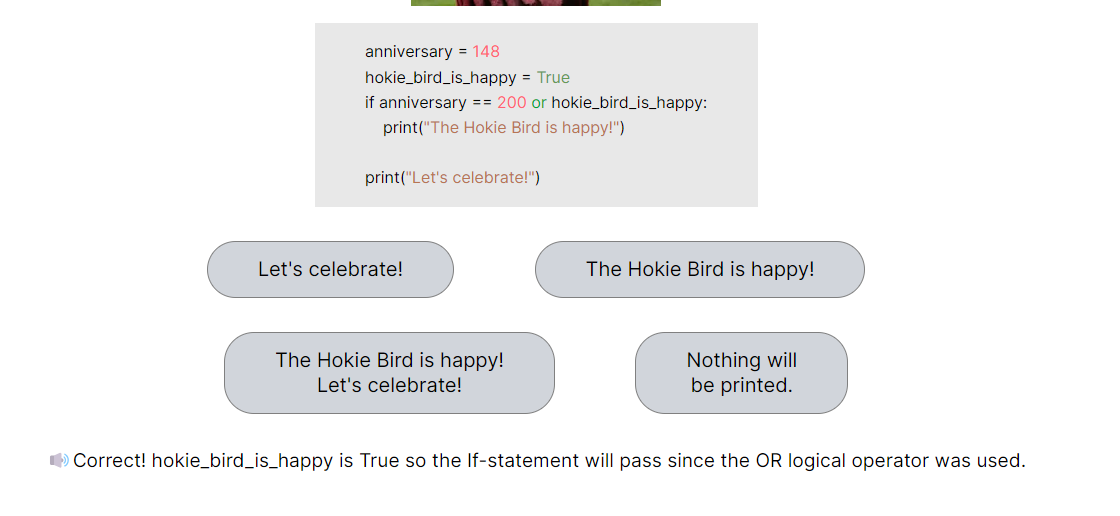 anniversary = 148
hokie_bird_is_happy = True
if anniversary == 200 or hokie_bird_is_happy:
print("The Hokie Bird is happy!")
print("Let's celebrate!")
Let's celebrate!
The Hokie Bird is happy!
The Hokie Bird is happy!
Let's celebrate!
Nothing will
be printed.
Correct! hokie_bird_is_happy is True so the If-statement will pass since the OR logical operator was used.